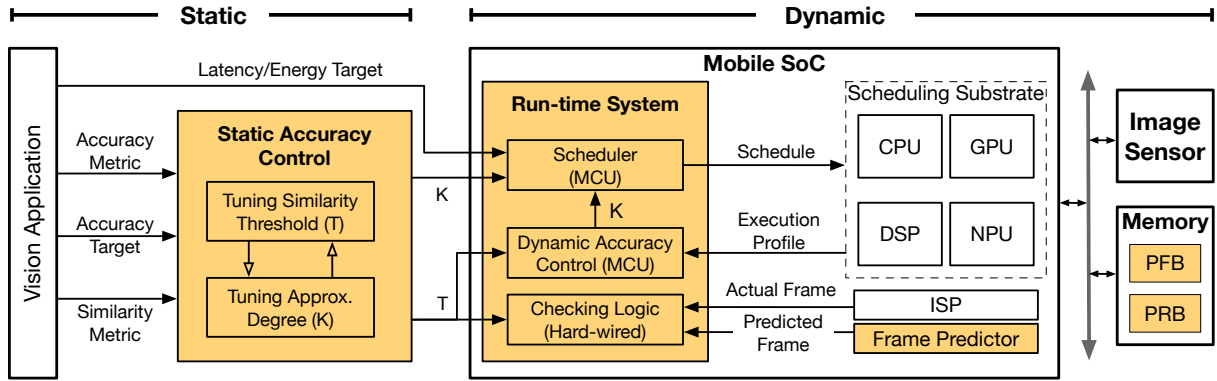 Static
Dynamic
Vision Application
Latency/Energy Target
Accuracy
Metric
Accuracy
Target
Similarity
Metric
Static Accuracy
Control
Tuning Similarity
Threshold (T)
Tuning Approx.
Degree (K)
K
T
Mobile SoC
Run-time System
Scheduler
(MCU)
K
Dynamic Accuracy
Control (MCU)
Checking Logic
(Hard-wired)
Schedule
Execution
Profile
Actual Frame
Predicted
Frame
Scheduling Substrate
CPU
GPU
DSP
NPU
ISP
Frame Predictor
Image
Sensor
Memory
PFB
PRB